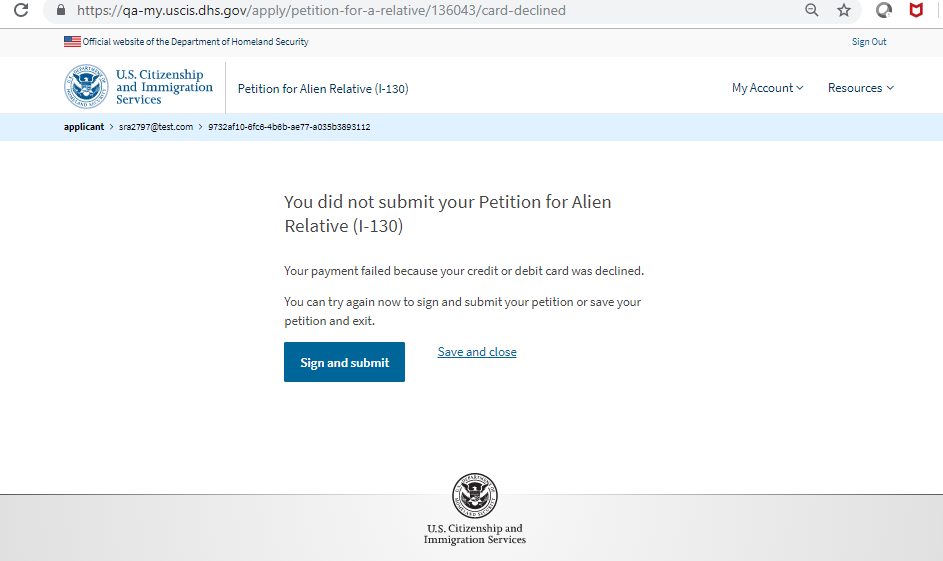 https://qa-my.uscis.dhs.gov/apply/petition-for-a-relative/136043/card-declined
Official website of the Department of Homeland Security
Sign Out
U.S. Citizenship
and Immigration
Services
Petition for Alien Relative (I-130)
My Account
Resources
applicant > sra2797@test.com > 9732af10-6fc6-4b6b-ae77-a035b3893112
You did not submit your Petition for Alien
Relative (I-130)
Your payment failed because your credit or debit card was declined.
You can try again now to sign and submit your petition or save your
petition and exit.
Sign and submit
Save and close
U.S. Citizenship and
Immigration Services